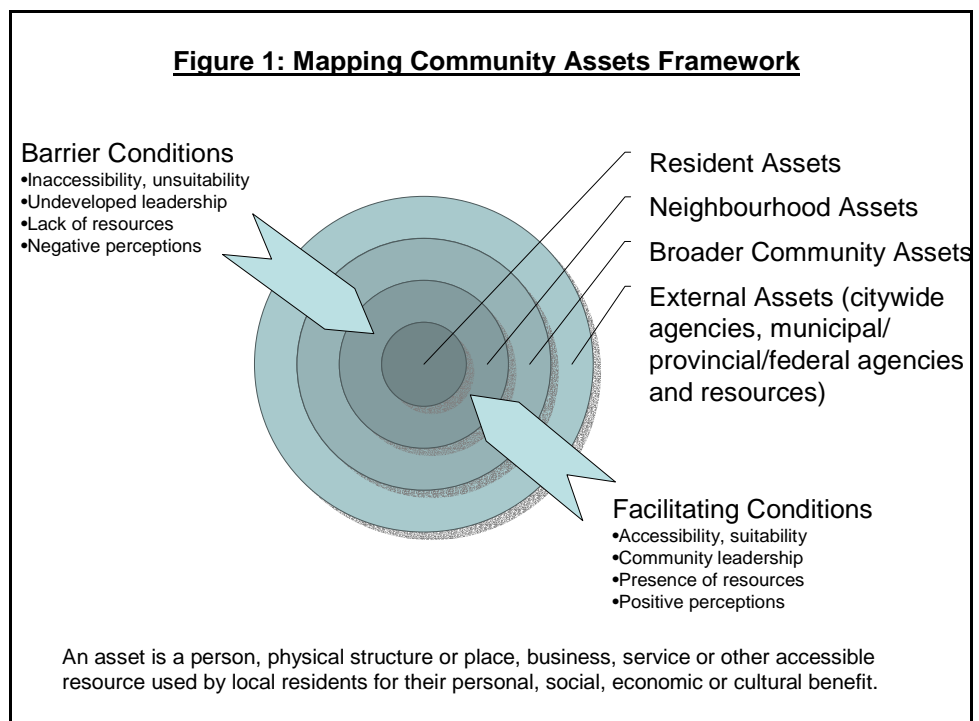 Figure 1: Mapping Community Assets Framework
Barrier Conditions
•Inaccessibility, unsuitability
•Undeveloped leadership
•Lack of resources
•Negative perceptions
Resident Assets
Neighbourhood Assets
Broader Community Assets
External Assets (citywide
agencies, municipal/
provincial/federal agencies
and resources)
Facilitating Conditions
•Accessibility, suitability
•Community leadership
•Presence of resources
•Positive perceptions
An asset is a person, physical structure or place, business, service or other accessible
resource used by local residents for their personal, social, economic or cultural benefit.